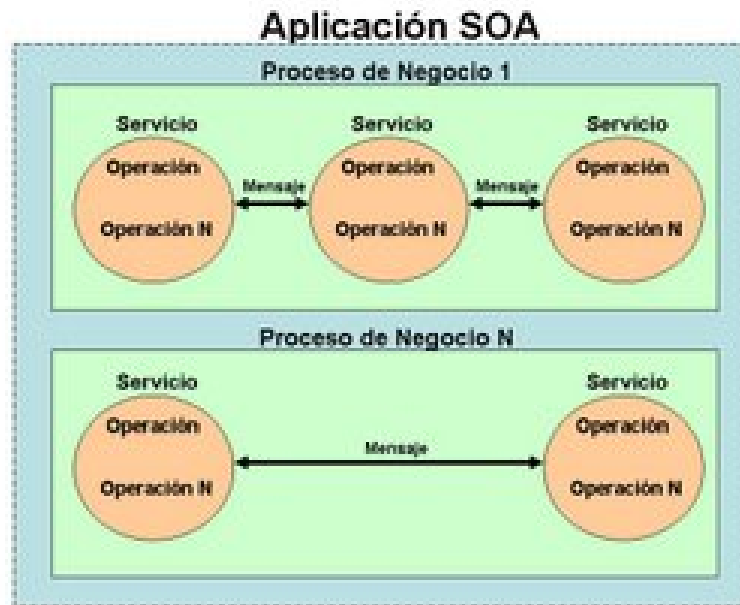 Aplicación SOA
Proceso de Negocio 1
Servicio Servicio Servicio
Operación Operación Operación
Mensaje Mensaje
Operación N Operación N Operación N
Proceso de Negocio N
Servicio Servicio
Operación Operación
Mensaje
Operación N Operación N